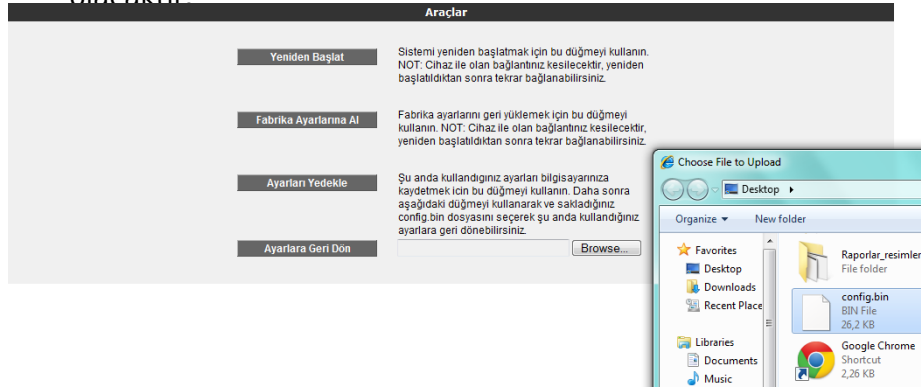 Araçlar
Yeniden Başlat
Sistemi yeniden başlatmak için bu düğmeyi kullanın.
NOT: Cihaz ile olan bağlantınız kesilecektir, yeniden
başlatıldıktan sonra tekrar bağlanabilirsiniz.
Fabrika Ayarlarına Al
Fabrika ayarlarını geri yüklemek için bu düğmeyi
kullanın. NOT: Cihaz ile olan bağlantınız kesilecektir,
yeniden başlatıldıktan sonra tekrar bağlanabilirsiniz.
Ayarları Yedekle
Şu anda kullandıgınız ayarları bilgisayarınıza
kaydetmek icin bu düğmeyi kullanın. Daha sonra
aşağıdaki düğmeyi kullanarak ve sakladığınız
config.bin dosyasını seçerek şu anda kullandığınız
ayarlara geri dönebilirsiniz.
Ayarlara Geri Dön
Browse...
Choose File to Upload
Desktop
Organize
New folder
Favorites
Desktop
Downloads
Recent Place
Libraries
Documents
Music
Raporlar_resimler
File folder
config.bin
BIN File
26,2 KB
Google Chrome
Shortcut
2,26 KB